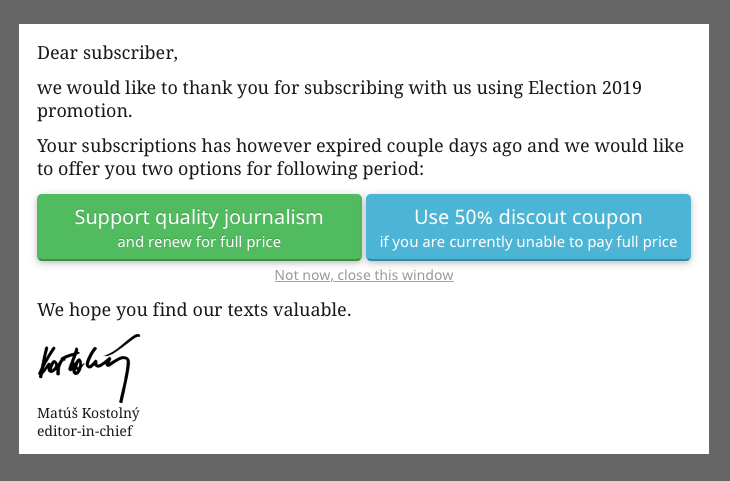 Dear subscriber,
we would like to thank you for subscribing with us using Election 2019
promotion.
Your subscriptions has however expired couple days ago and we would like
to offer you two options for following period:
Support quality journalism
and renew for full price
Use 50% discout coupon
if you are currently unable to pay full price
Not now, close this window
We hope you find our texts valuable.
Kostolný
Matúš Kostolný
editor-in-chief